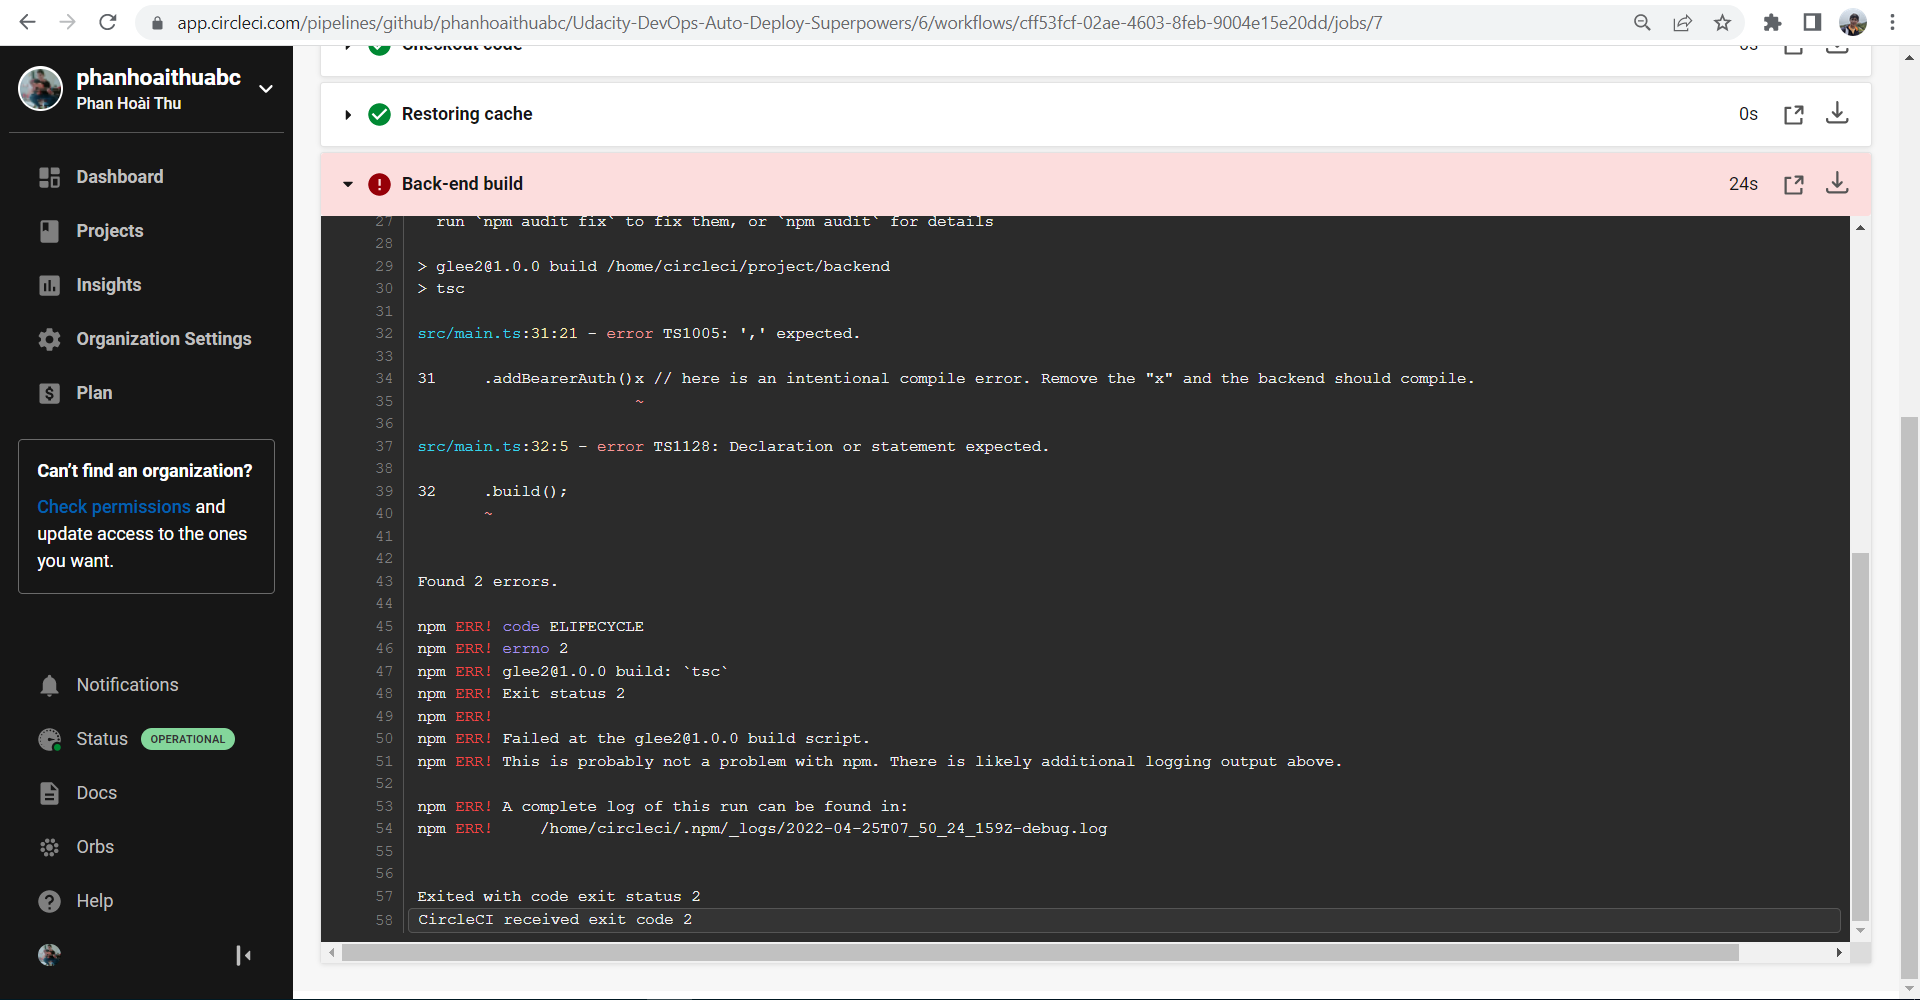 app.circleci.com/pipelines/github/phanhoaithuabc/Udacity-DevOps-Auto-Deploy-Superpowers/6/workflows/cff53fcf-02ae-4603-8feb-9004e15e20dd/jobs/7
phanhoaithuabc
Phan Hoài Thu
Dashboard
Projects
Insights
Organization Settings
Plan
Can't find an organization?
Check permissions and
update access to the ones
you want.
Notifications
Status OPERATIONAL
Docs
Orbs
Help
Checkout code 0s
Restoring cache 0s
Back-end build 24s
27 run `npm audit fix` to fix them, or `npm audit` for details
28
29 > glee2@1.0.0 build /home/circleci/project/backend
30 > tsc
31
32 src/main.ts:31:21 - error TS1005: ',' expected.
33
34 31 .addBearerAuth()x // here is an intentional compile error. Remove the "x" and the backend should compile.
35 ~
36
37 src/main.ts:32:5 - error TS1128: Declaration or statement expected.
38
39 32 .build();
40 ~
41
42
43 Found 2 errors.
44
45 npm ERR! code ELIFECYCLE
46 npm ERR! errno 2
47 npm ERR! glee2@1.0.0 build: `tsc`
48 npm ERR! Exit status 2
49 npm ERR!
50 npm ERR! Failed at the glee2@1.0.0 build script.
51 npm ERR! This is probably not a problem with npm. There is likely additional logging output above.
52
53 npm ERR! A complete log of this run can be found in:
54 npm ERR! /home/circleci/.npm/_logs/2022-04-25T07_50_24_159Z-debug.log
55
56
57 Exited with code exit status 2
58 CircleCI received exit code 2